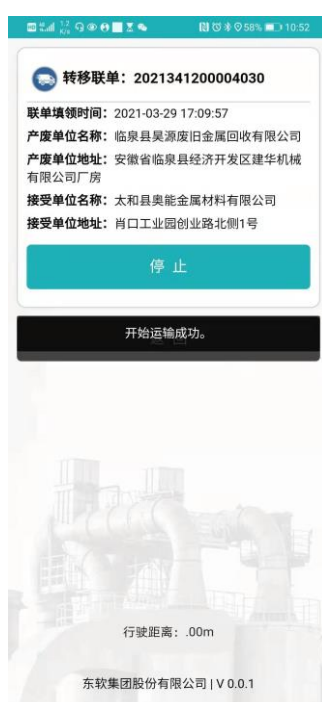 1.2
K/s
58%
10:52
转移联单：2021341200004030
联单填领时间：2021-03-29 17:09:57
产废单位名称：临泉县昊源废旧金属回收有限公司
产废单位地址：安徽省临泉县经济开发区建华机械
有限公司厂房
接受单位名称：太和县奥能金属材料有限公司
接受单位地址：肖口工业园创业路北侧1号
停 止
开始运输成功。
行驶距离：.00m
东软集团股份有限公司 | V 0.0.1